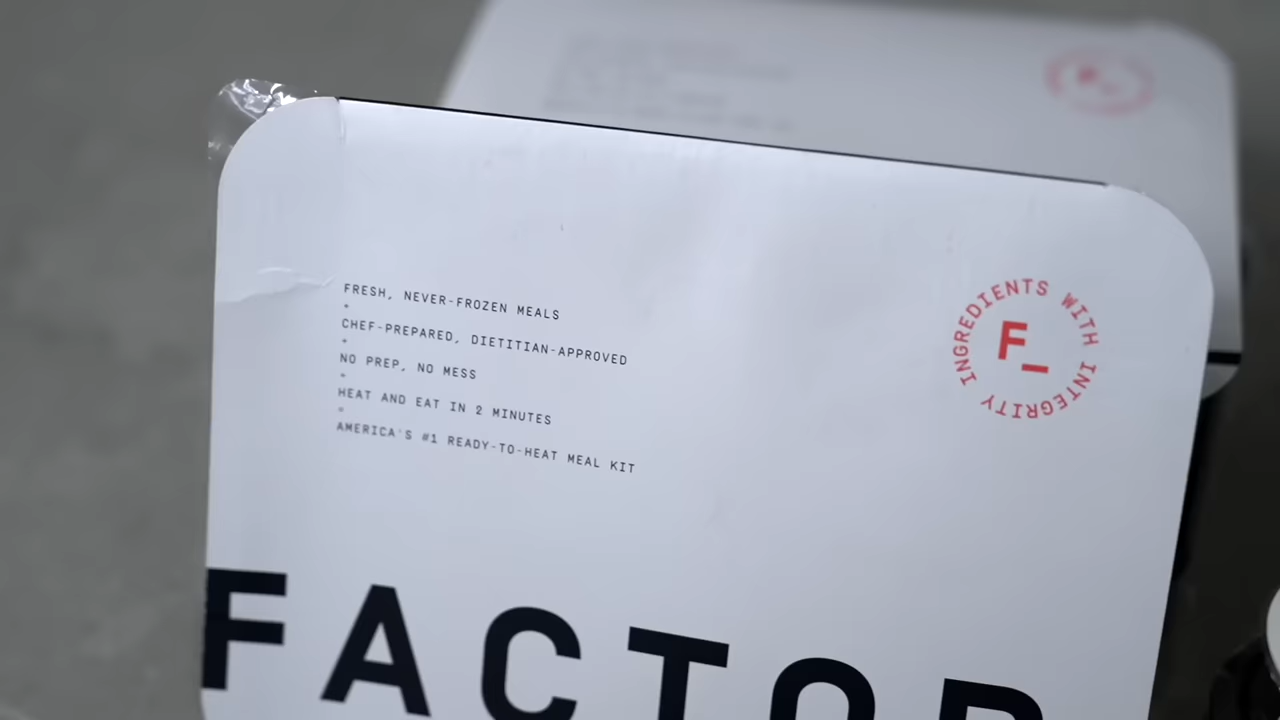 FRESH, NEVER-FROZEN MEALS
CHEF-PREPARED, DIETITIAN-APPROVED
NO PREP, NO MESS
HEAT AND EAT IN 2 MINUTES
AMERICA'S #1 READY-TO-HEAT MEAL KIT
INGREDIENTS WITH INTEGRITY
F_
FACTOR